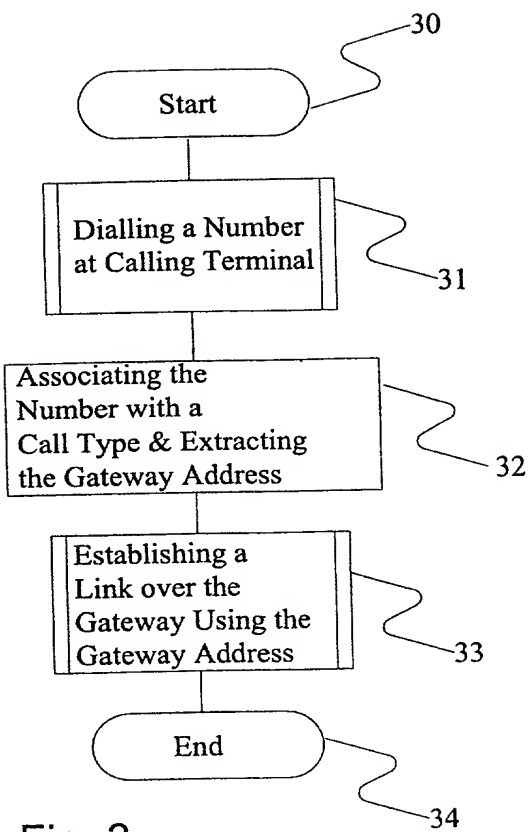 30
Start
Dialling a Number
at Calling Terminal
31
Associating the
Number with a
Call Type & Extracting
the Gateway Address
32
Establishing a
Link over the
Gateway Using the
Gateway Address
33
End
34